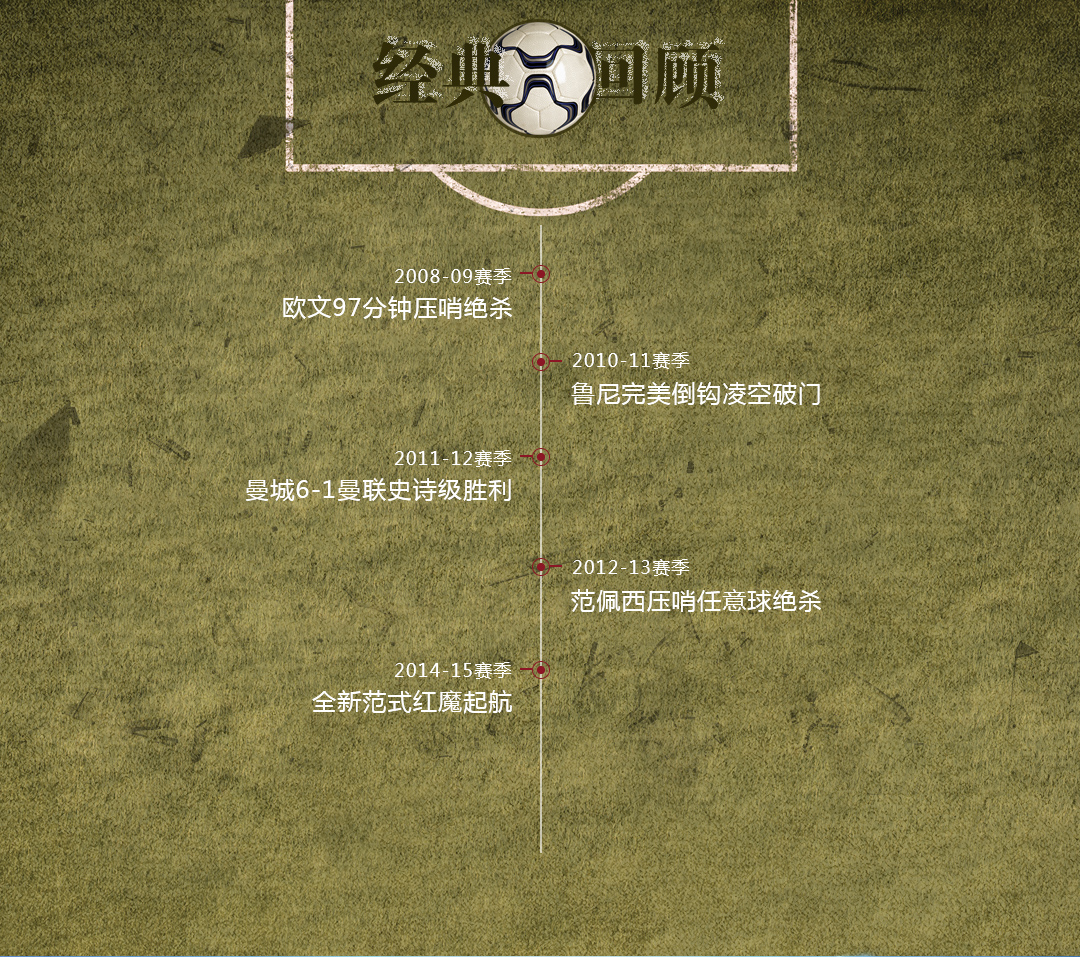 经典回顾
2008-09赛季
欧文97分钟压哨绝杀
2010-11赛季
鲁尼完美倒钩凌空破门
2011-12赛季
曼城6-1曼联史诗级胜利
2012-13赛季
范佩西压哨任意球绝杀
2014-15赛季
全新范式红魔起航